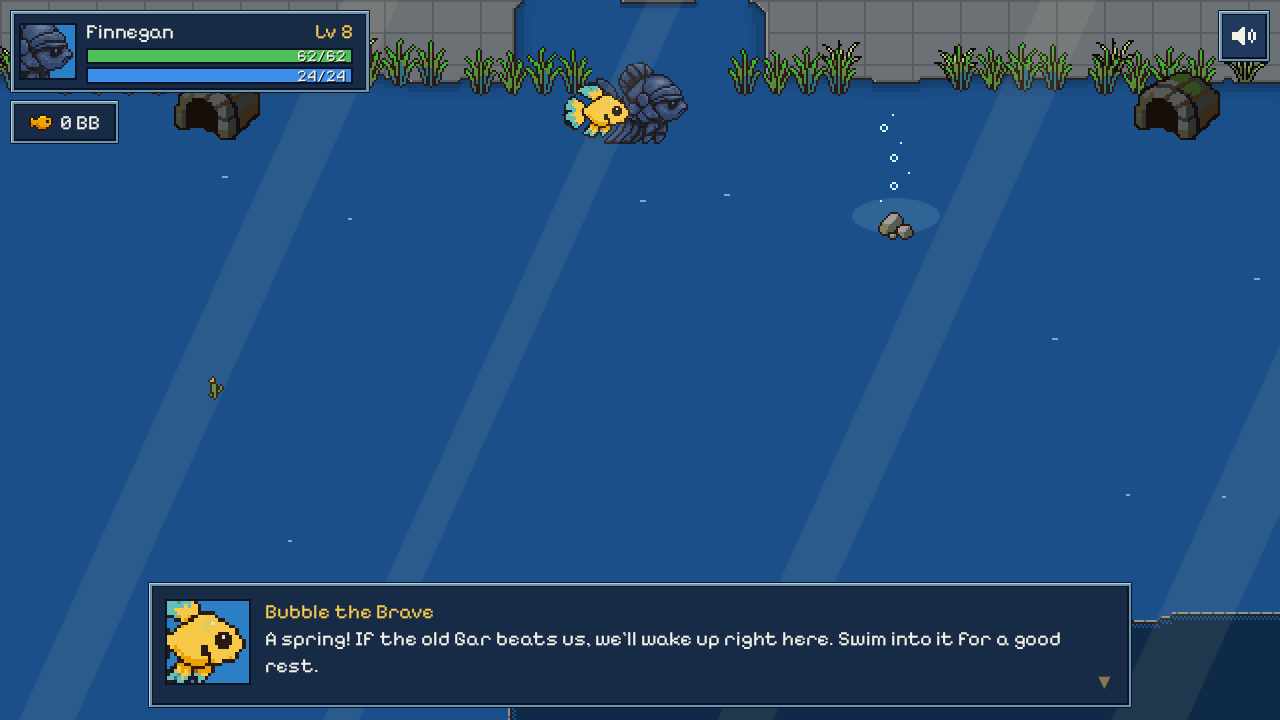 Finnegan Lv 8
62/62
24/24
0 BB
Bubble the Brave
A spring! If the old Gar beats us, we'll wake up right here. Swim into it for a good
rest.